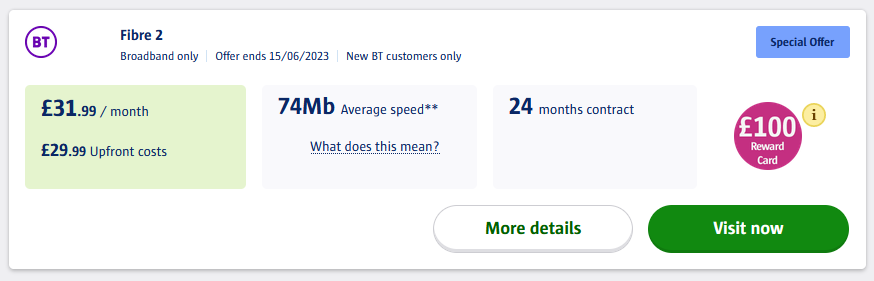 BT
Fibre 2
Broadband only
Offer ends 15/06/2023
New BT customers only
Special Offer
£31.99 / month
£29.99 Upfront costs
74Mb Average speed**
What does this mean?
24 months contract
£100
Reward
Card
i
More details
Visit now